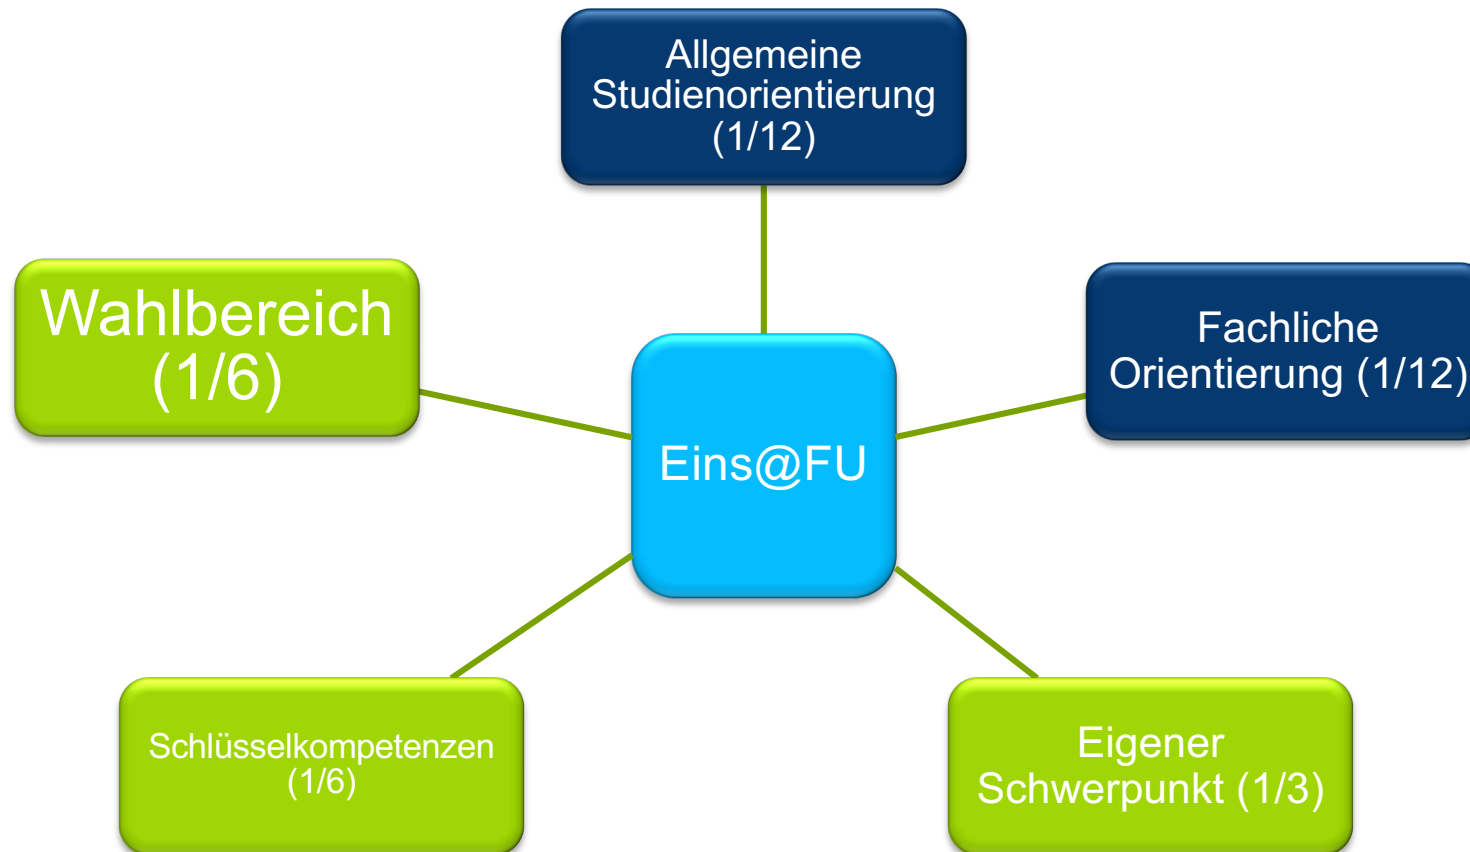 Allgemeine
Studienorientierung
(1/12)
Wahlbereich
(1/6)
Fachliche
Orientierung (1/12)
Eins@FU
Schlüsselkompetenzen
(1/6)
Eigener
Schwerpunkt (1/3)